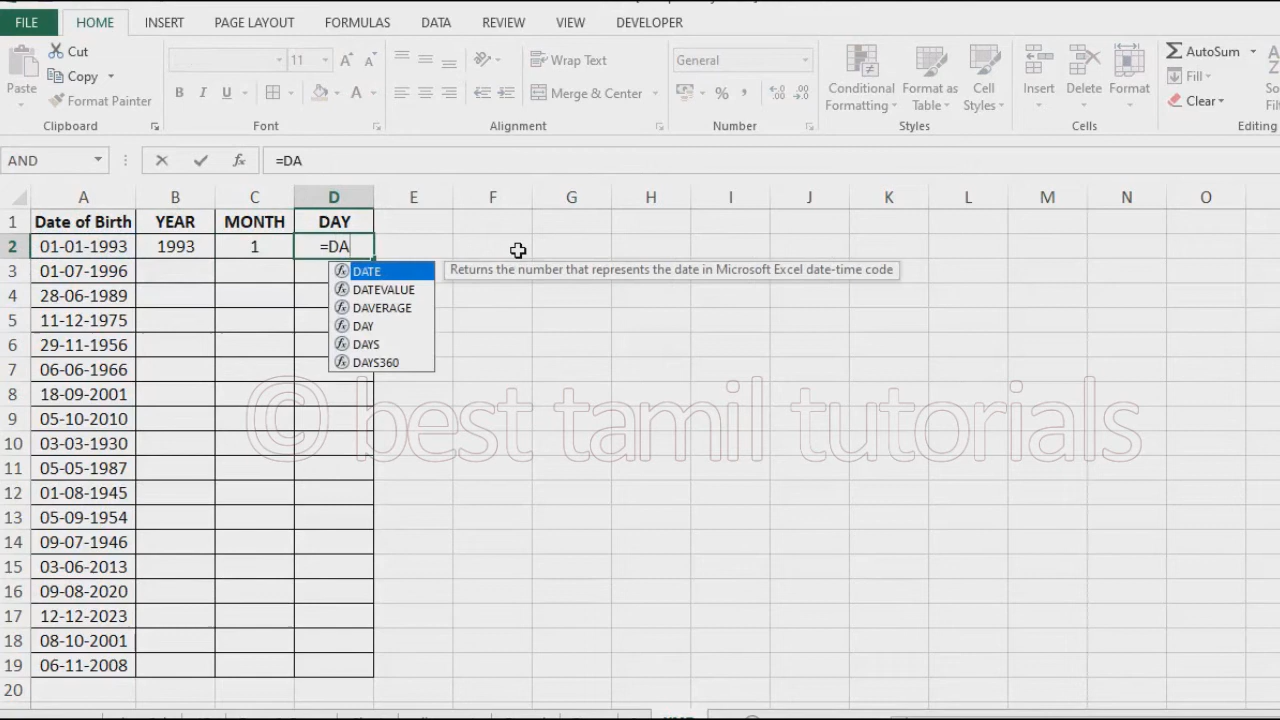 FILE HOME INSERT PAGE LAYOUT FORMULAS DATA REVIEW VIEW DEVELOPER
Cut
Copy
Format Painter
Paste
Clipboard
11 A A
B I U A
Font
Wrap Text
Merge & Center
Alignment
General
% ,
Number
Conditional
Formatting
Format as
Table
Cell
Styles
Styles
Insert
Delete
Format
Cells
AutoSum
Fill
Clear
Editing
AND fx =DA
A B C D E F G H I J K L M N O
1 Date of Birth YEAR MONTH DAY
2 01-01-1993 1993 1 =DA
3 01-07-1996
4 28-06-1989
5 11-12-1975
6 29-11-1956
7 06-06-1966
8 18-09-2001
9 05-10-2010
10 03-03-1930
11 05-05-1987
12 01-08-1945
13 05-09-1954
14 09-07-1946
15 03-06-2013
16 09-08-2020
17 12-12-2023
18 08-10-2001
19 06-11-2008
20
fx DATE
fx DATEVALUE
fx DAVERAGE
fx DAY
fx DAYS
fx DAYS360
Returns the number that represents the date in Microsoft Excel date-time code
© best tamil tutorials